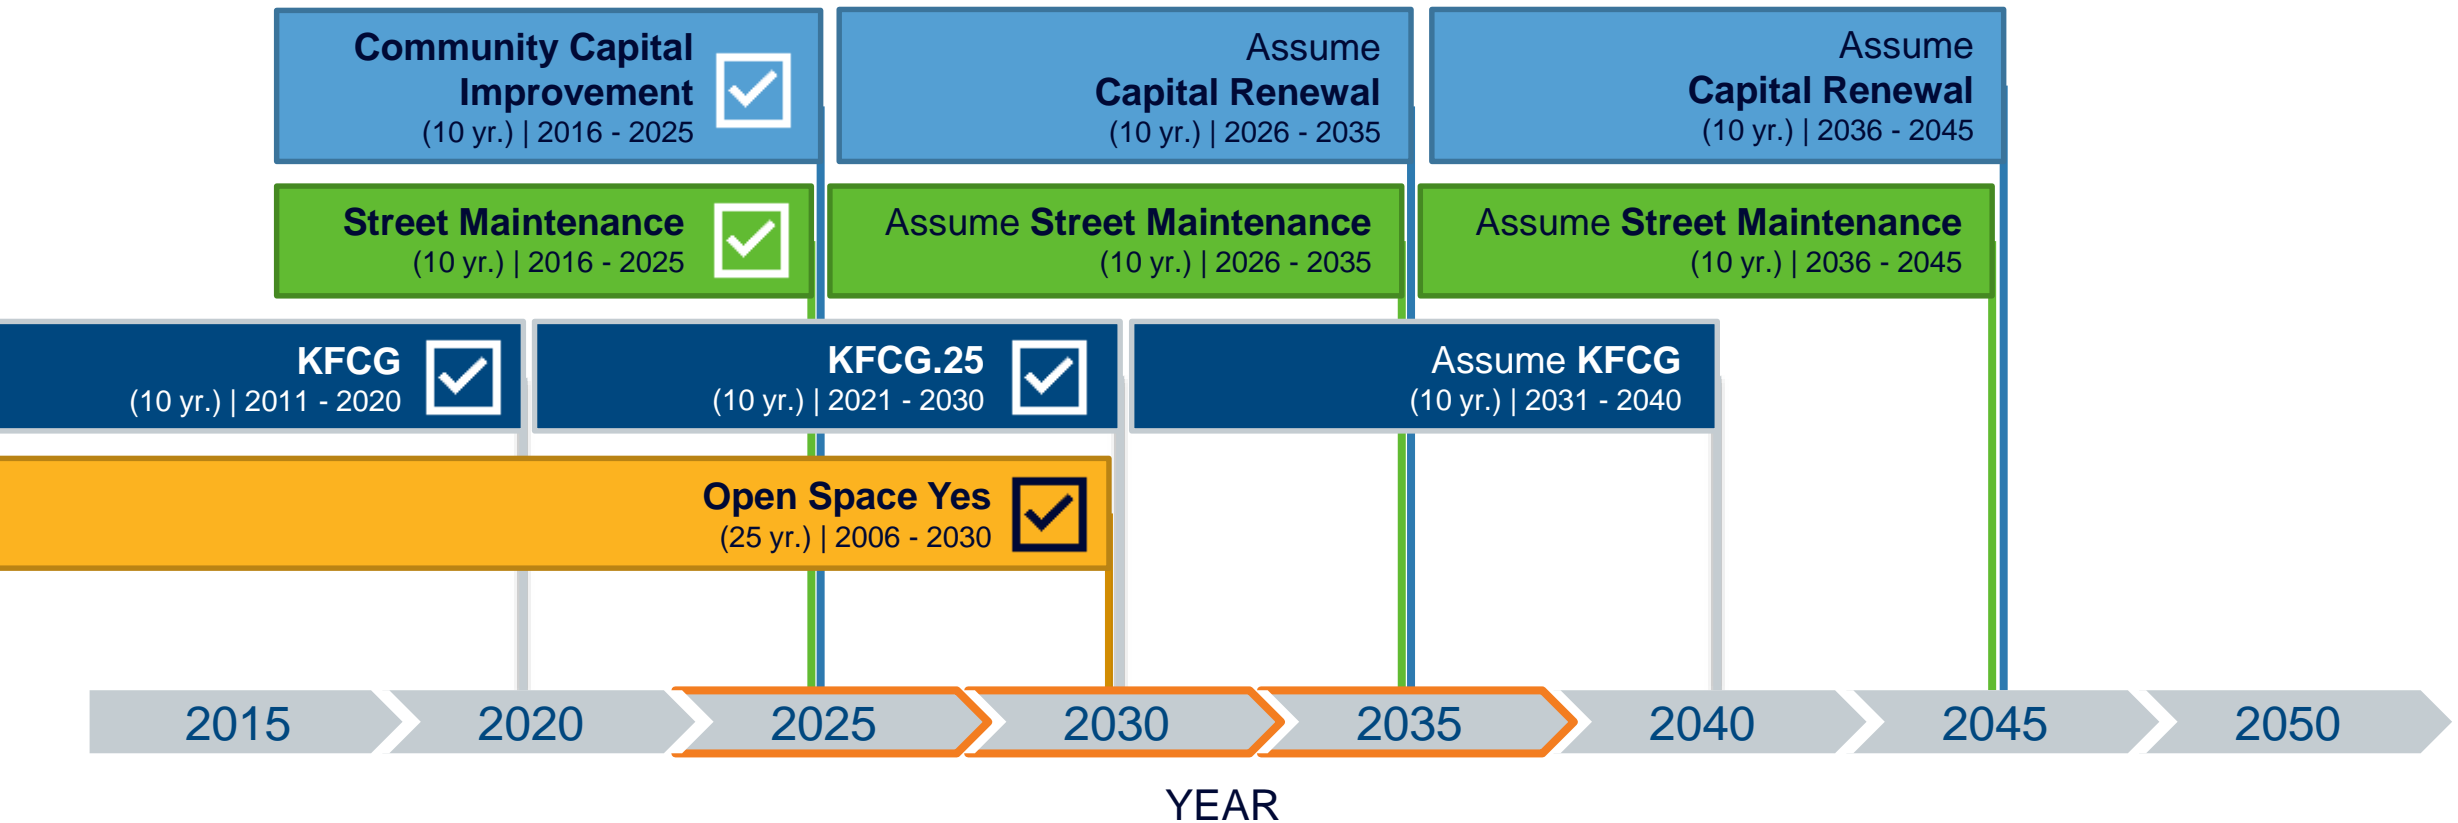 Community Capital
Improvement
(10 yr.) | 2016 - 2025
Assume
Capital Renewal
(10 yr.) | 2026 - 2035
Assume
Capital Renewal
(10 yr.) | 2036 - 2045
Street Maintenance
(10 yr.) | 2016 - 2025
Assume Street Maintenance
(10 yr.) | 2026 - 2035
Assume Street Maintenance
(10 yr.) | 2036 - 2045
KFCG
(10 yr.) | 2011 - 2020
KFCG.25
(10 yr.) | 2021 - 2030
Assume KFCG
(10 yr.) | 2031 - 2040
Open Space Yes
(25 yr.) | 2006 - 2030
2015 2020 2025 2030 2035 2040 2045 2050
YEAR